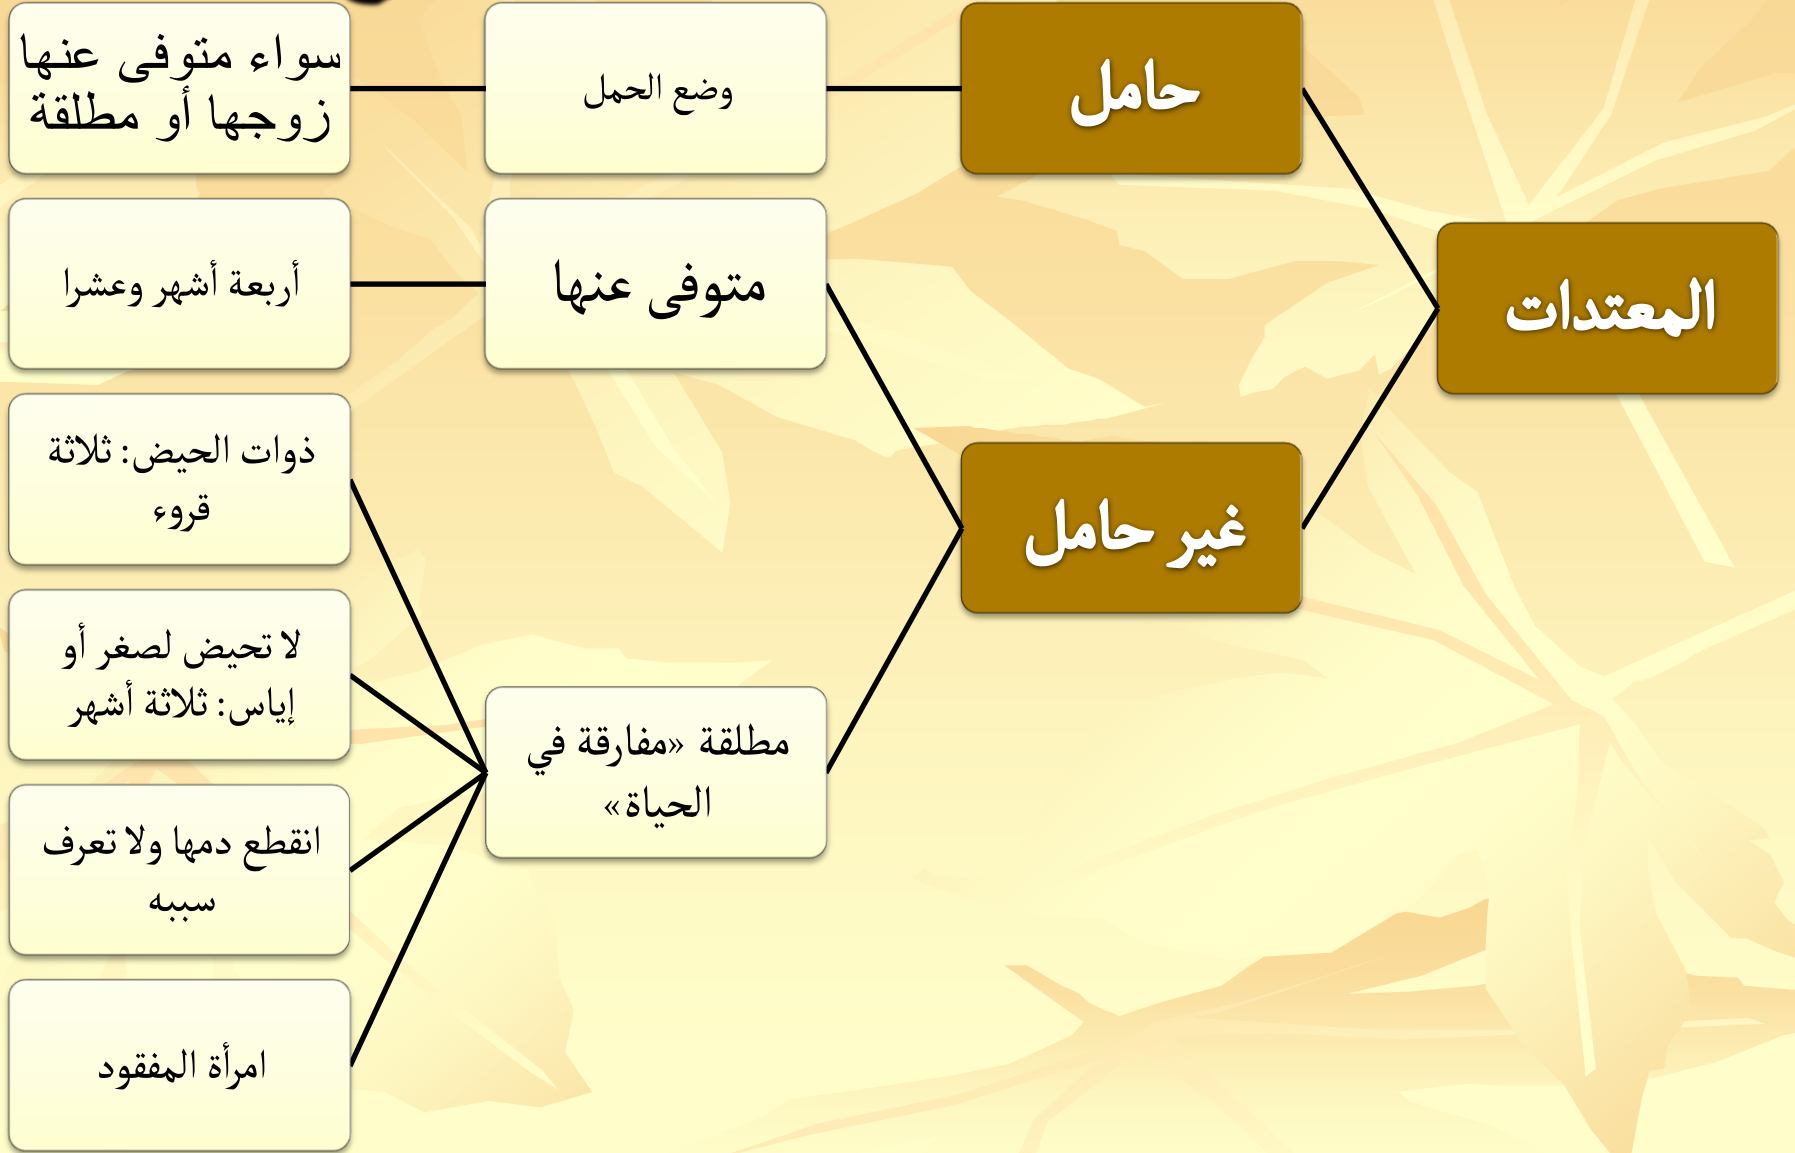 المعتدات
حامل
وضع الحمل
سواء متوفى عنها
زوجها أو مطلقة
غير حامل
متوفى عنها
أربعة أشهر وعشرا
مطلقة «مفارقة في
الحياة»
ذوات الحيض: ثلاثة
قروء
لا تحيض لصغر أو
إياس: ثلاثة أشهر
انقطع دمها ولا تعرف
سببه
امرأة المفقود